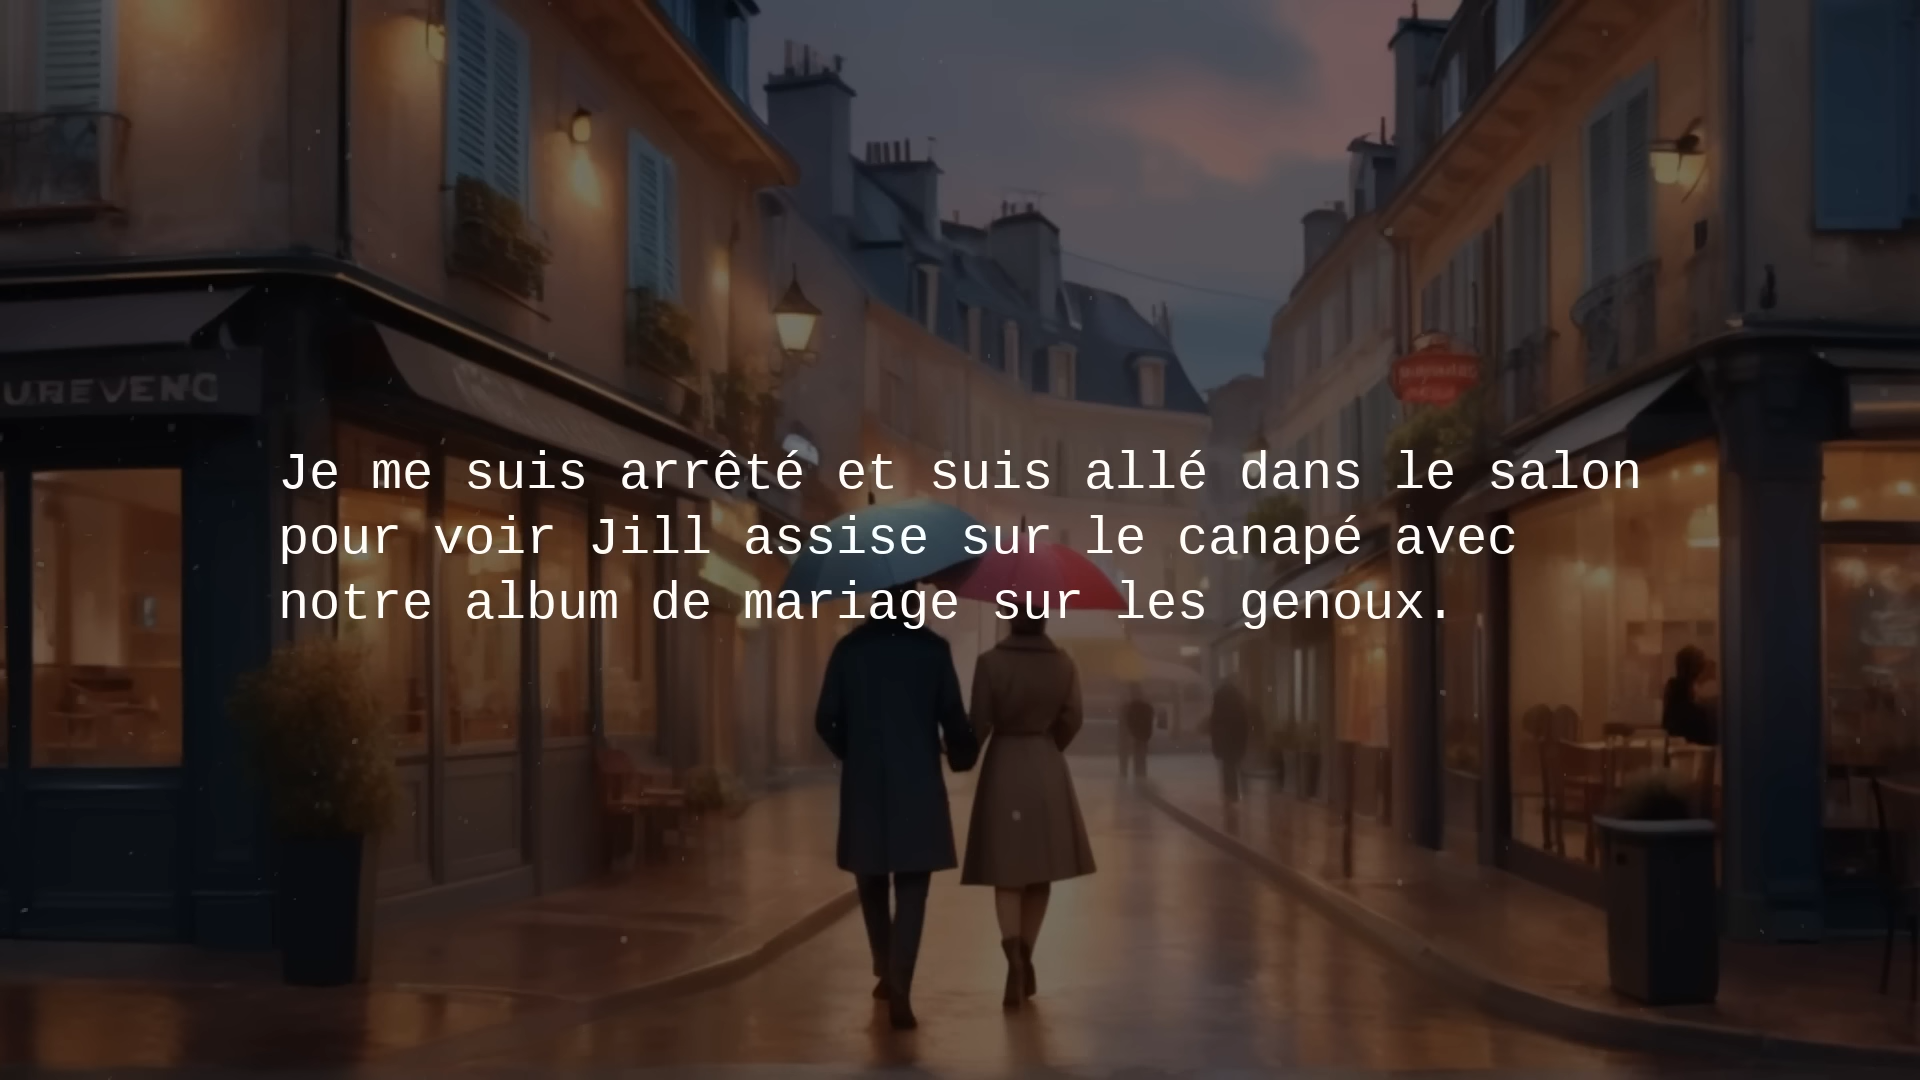 Je me suis arrêté et suis allé dans le salon
pour voir Jill assise sur le canapé avec
notre album de mariage sur les genoux.